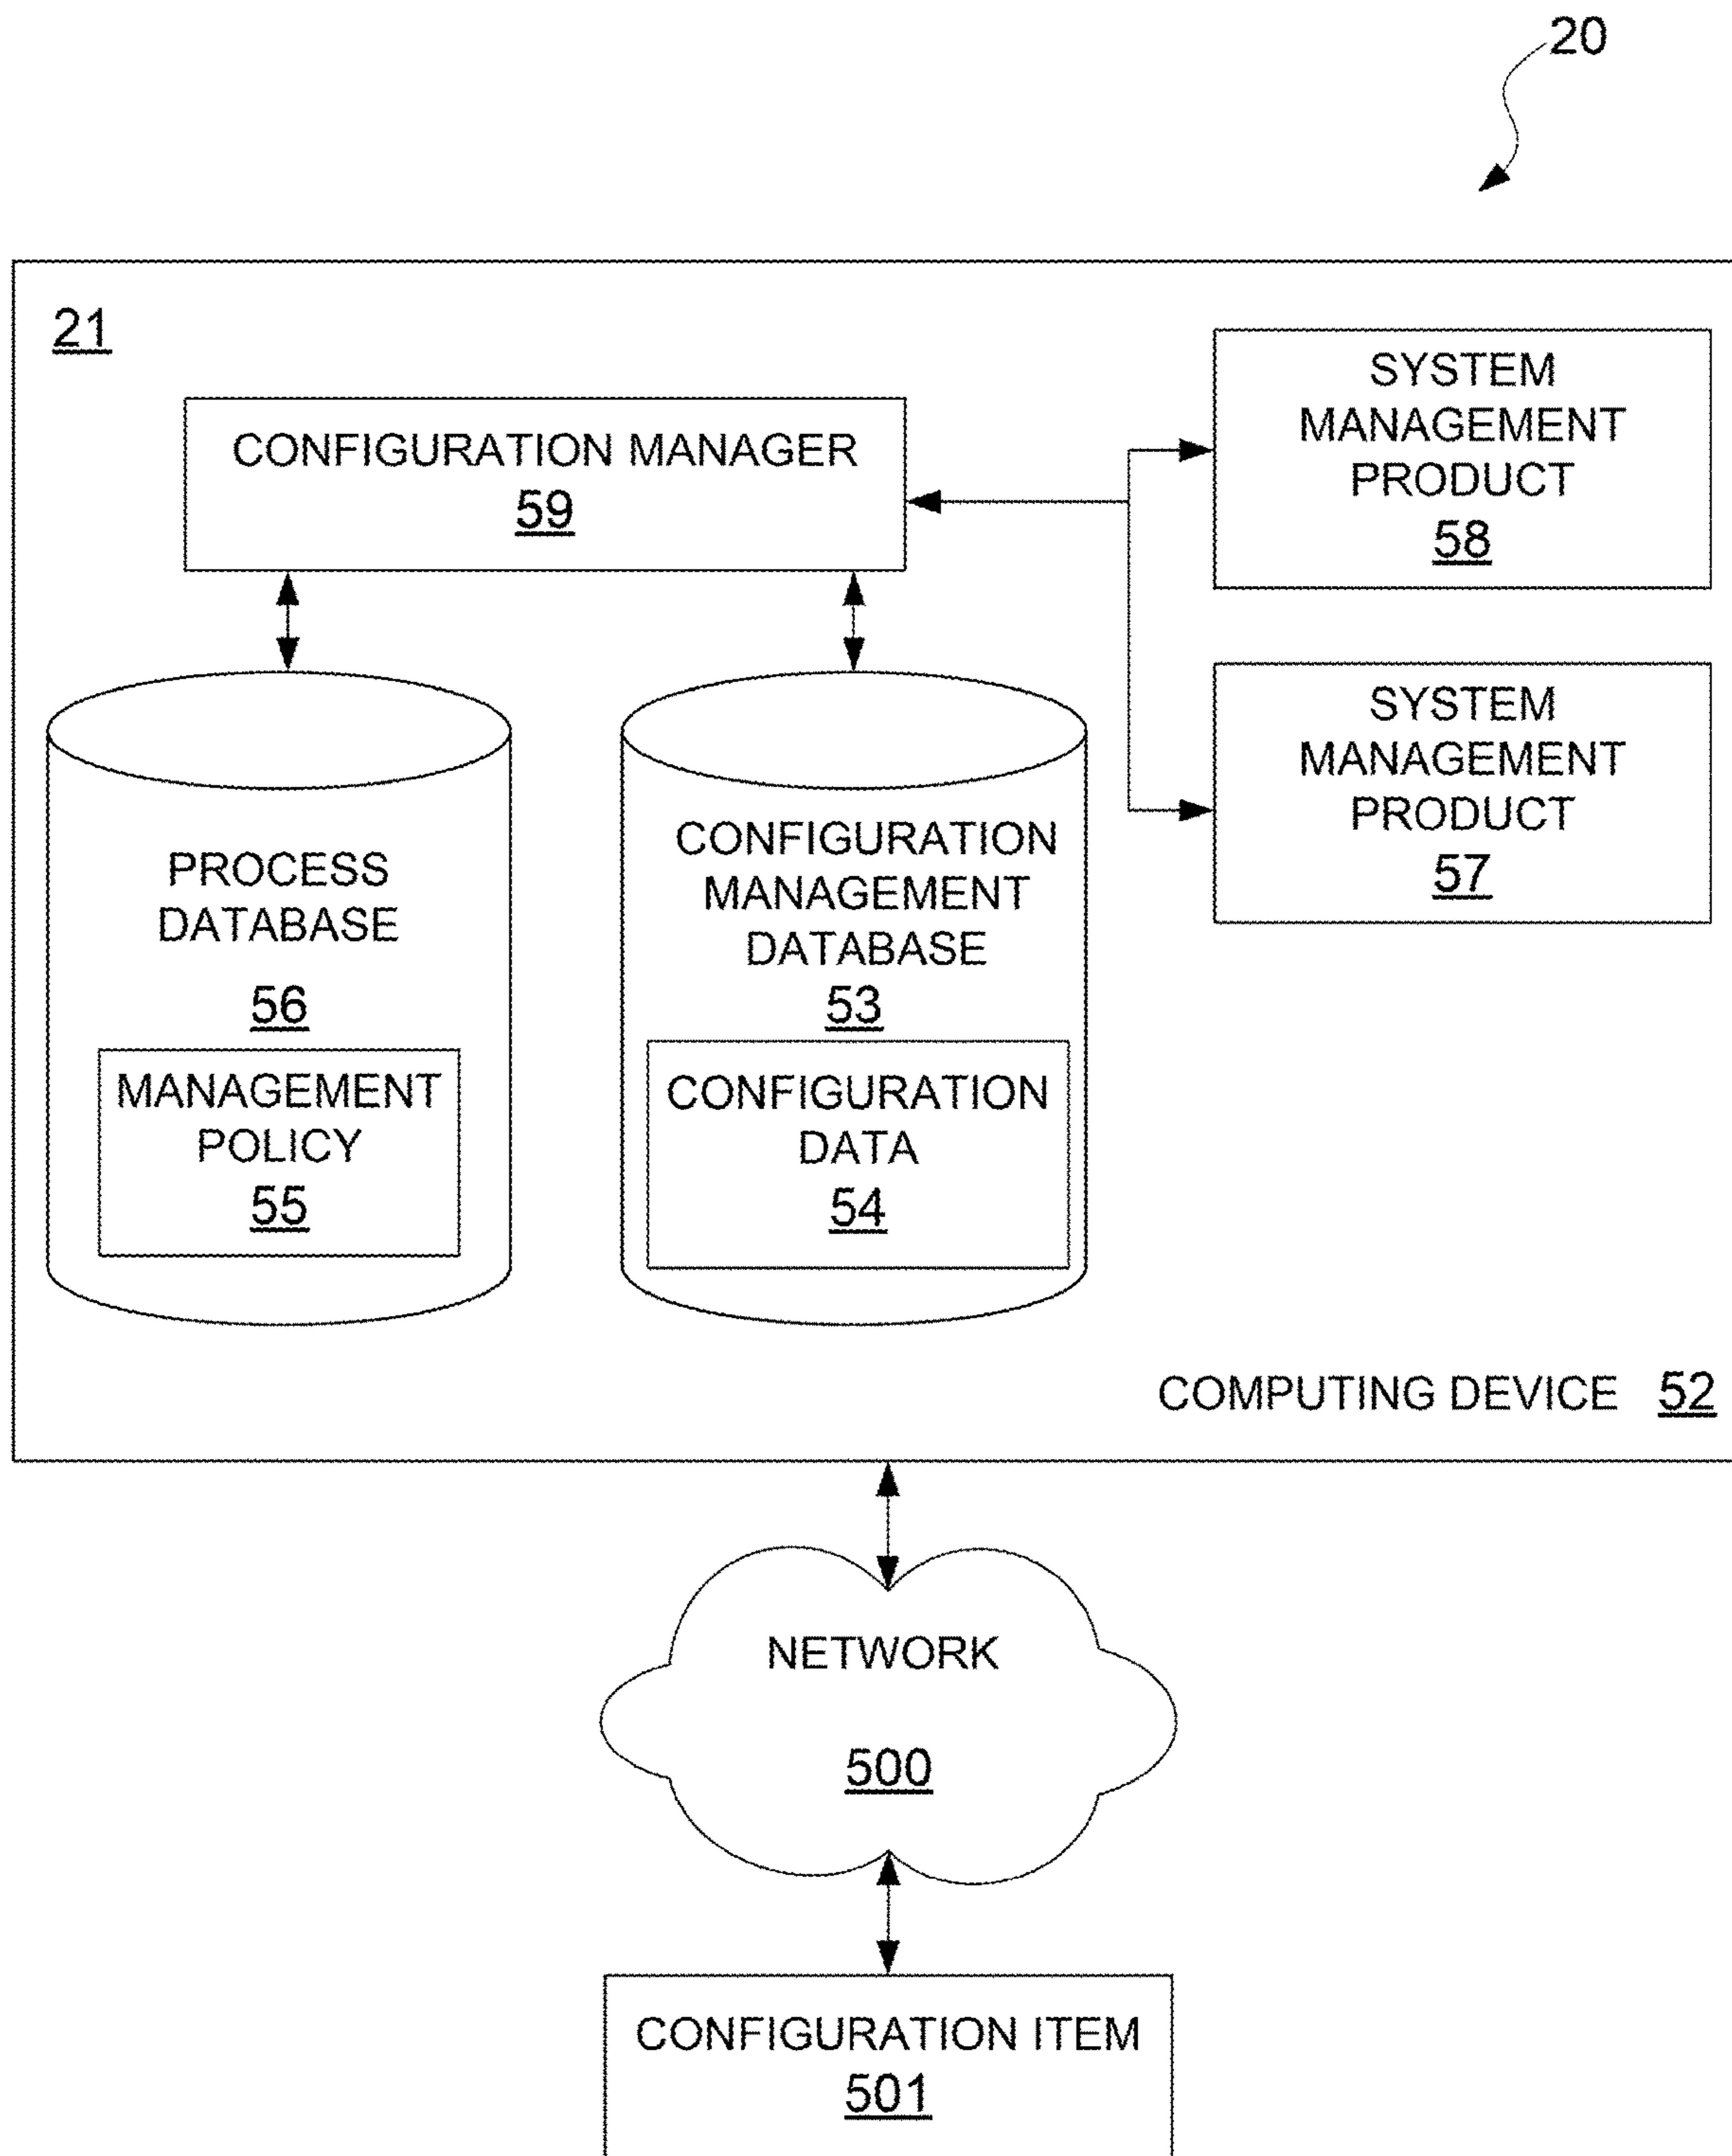 20
21
CONFIGURATION MANAGER
59
SYSTEM
MANAGEMENT
PRODUCT
58
SYSTEM
MANAGEMENT
PRODUCT
57
PROCESS
DATABASE
56
MANAGEMENT
POLICY
55
CONFIGURATION
MANAGEMENT
DATABASE
53
CONFIGURATION
DATA
54
COMPUTING DEVICE 52
NETWORK
500
CONFIGURATION ITEM
501